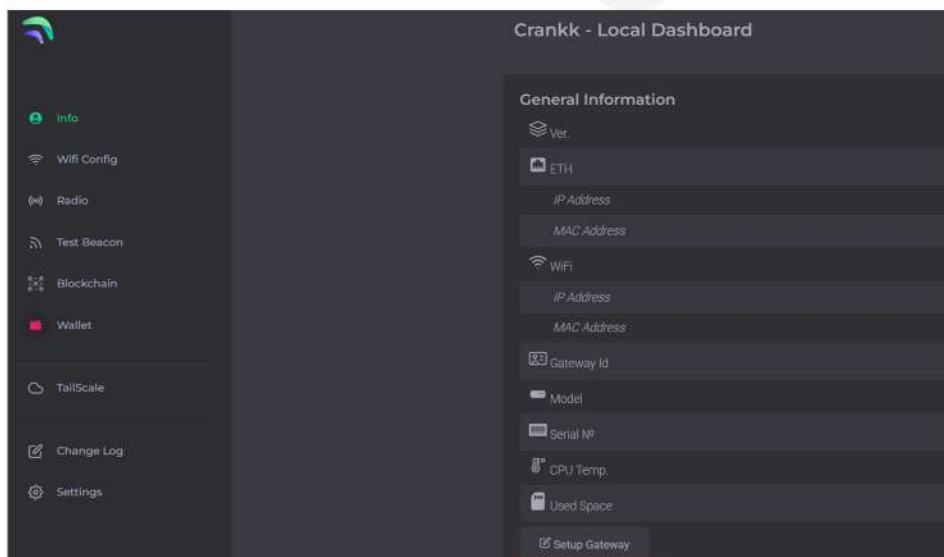 Crankk - Local Dashboard
Info
Wifi Config
Radio
Test Beacon
Blockchain
Wallet
TailScale
Change Log
Settings
General Information
Ver.
ETH
IP Address
MAC Address
WiFi
IP Address
MAC Address
Gateway Id
Model
Serial Nº
CPU Temp.
Used Space
Setup Gateway